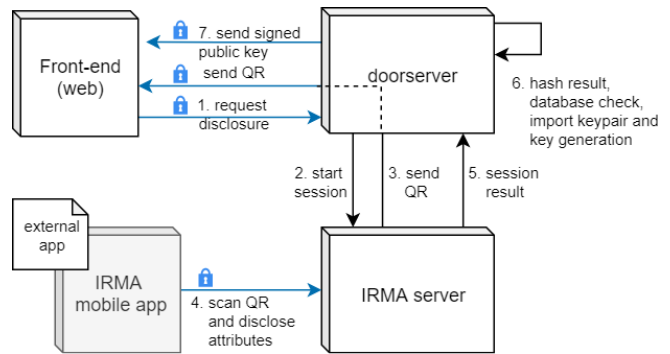 7. send signed
public key
send QR
1. request
disclosure
Front-end
(web)
doorserver
6. hash result,
database check,
import keypair and
key generation
2. start
session
3. send
QR
5. session
result
external
app
IRMA
mobile app
4. scan QR
and disclose
attributes
IRMA server